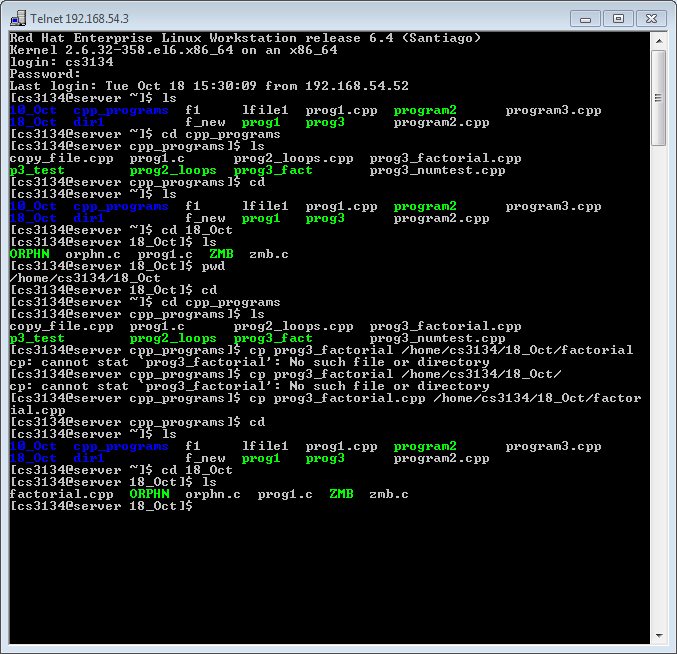 Telnet 192.168.54.3
Red Hat Enterprise Linux Workstation release 6.4 (Santiago)
Kernel 2.6.32-358.el6.x86_64 on an x86_64
login: cs3134
Password:
Last login: Tue Oct 18 15:30:09 from 192.168.54.52
[cs3134@server ~]$ ls
10_Oct  cpp_programs  f1     lfile1  prog1.cpp  program2      program3.cpp
18_Oct  dir1          f_new  prog1   prog3      program2.cpp
[cs3134@server ~]$ cd cpp_programs
[cs3134@server cpp_programs]$ ls
copy_file.cpp  prog1.c      prog2_loops.cpp  prog3_factorial.cpp
p3_test        prog2_loops  prog3_fact       prog3_numtest.cpp
[cs3134@server cpp_programs]$ cd
[cs3134@server ~]$ ls
10_Oct  cpp_programs  f1     lfile1  prog1.cpp  program2      program3.cpp
18_Oct  dir1          f_new  prog1   prog3      program2.cpp
[cs3134@server ~]$ cd 18_Oct
[cs3134@server 18_Oct]$ ls
ORPHN  orphn.c  prog1.c  ZMB  zmb.c
[cs3134@server 18_Oct]$ pwd
/home/cs3134/18_Oct
[cs3134@server 18_Oct]$ cd
[cs3134@server ~]$ cd cpp_programs
[cs3134@server cpp_programs]$ ls
copy_file.cpp  prog1.c      prog2_loops.cpp  prog3_factorial.cpp
p3_test        prog2_loops  prog3_fact       prog3_numtest.cpp
[cs3134@server cpp_programs]$ cp prog3_factorial /home/cs3134/18_Oct/factorial
cp: cannot stat `prog3_factorial': No such file or directory
[cs3134@server cpp_programs]$ cp prog3_factorial /home/cs3134/18_Oct/
cp: cannot stat `prog3_factorial': No such file or directory
[cs3134@server cpp_programs]$ cp prog3_factorial.cpp /home/cs3134/18_Oct/factor
ial.cpp
[cs3134@server cpp_programs]$ cd
[cs3134@server ~]$ ls
10_Oct  cpp_programs  f1     lfile1  prog1.cpp  program2      program3.cpp
18_Oct  dir1          f_new  prog1   prog3      program2.cpp
[cs3134@server ~]$ cd 18_Oct
[cs3134@server 18_Oct]$ ls
factorial.cpp  ORPHN  orphn.c  prog1.c  ZMB  zmb.c
[cs3134@server 18_Oct]$